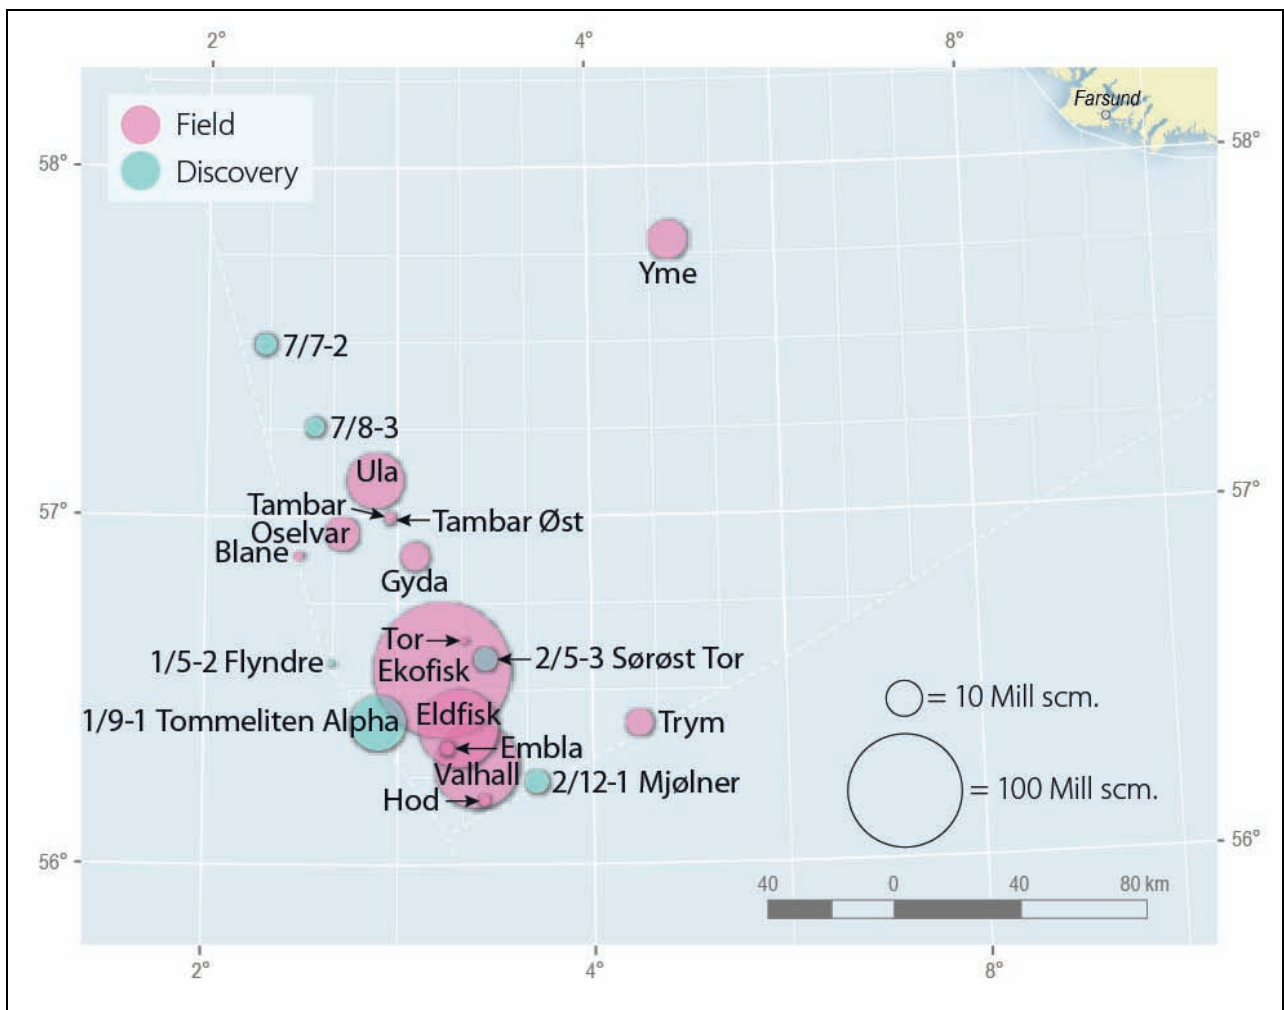 2° 4° 8°
Farsund
Field
Discovery
58° 58°
Yme
7/7-2
7/8-3
Ula
57° 57°
Tambar
Tambar Øst
Oselvar
Blane
Gyda
Tor
2/5-3 Sørøst Tor
1/5-2 Flyndre
Ekofisk
= 10 Mill scm.
1/9-1 Tommeliten Alpha
Eldfisk
Trym
Embla
Valhall
2/12-1 Mjølner
= 100 Mill scm.
Hod
56° 56°
40 0 40 80 km
2° 4° 8°